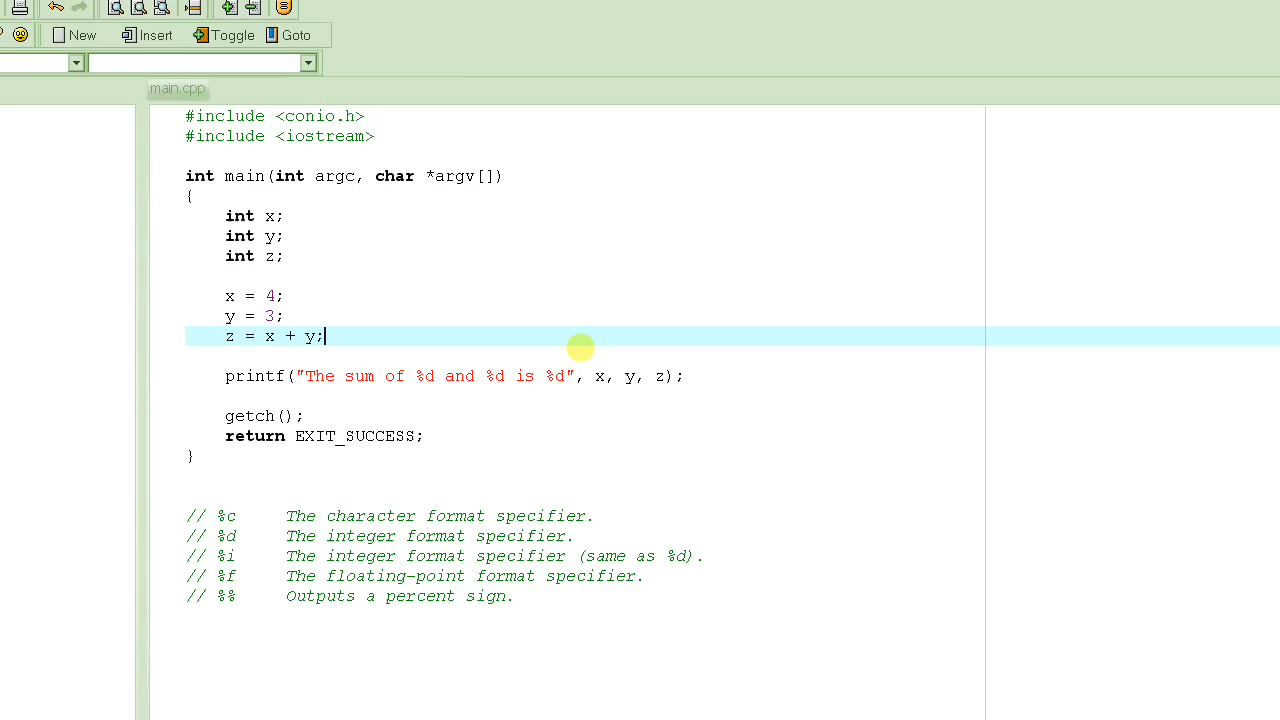 New Insert Toggle Goto
main.cpp
#include <conio.h>
#include <iostream>
int main(int argc, char *argv[])
{
int x;
int y;
int z;
x = 4;
y = 3;
z = x + y;
printf("The sum of %d and %d is %d", x, y, z);
getch();
return EXIT_SUCCESS;
}
// %c The character format specifier.
// %d The integer format specifier.
// %i The integer format specifier (same as %d).
// %f The floating-point format specifier.
// %% Outputs a percent sign.